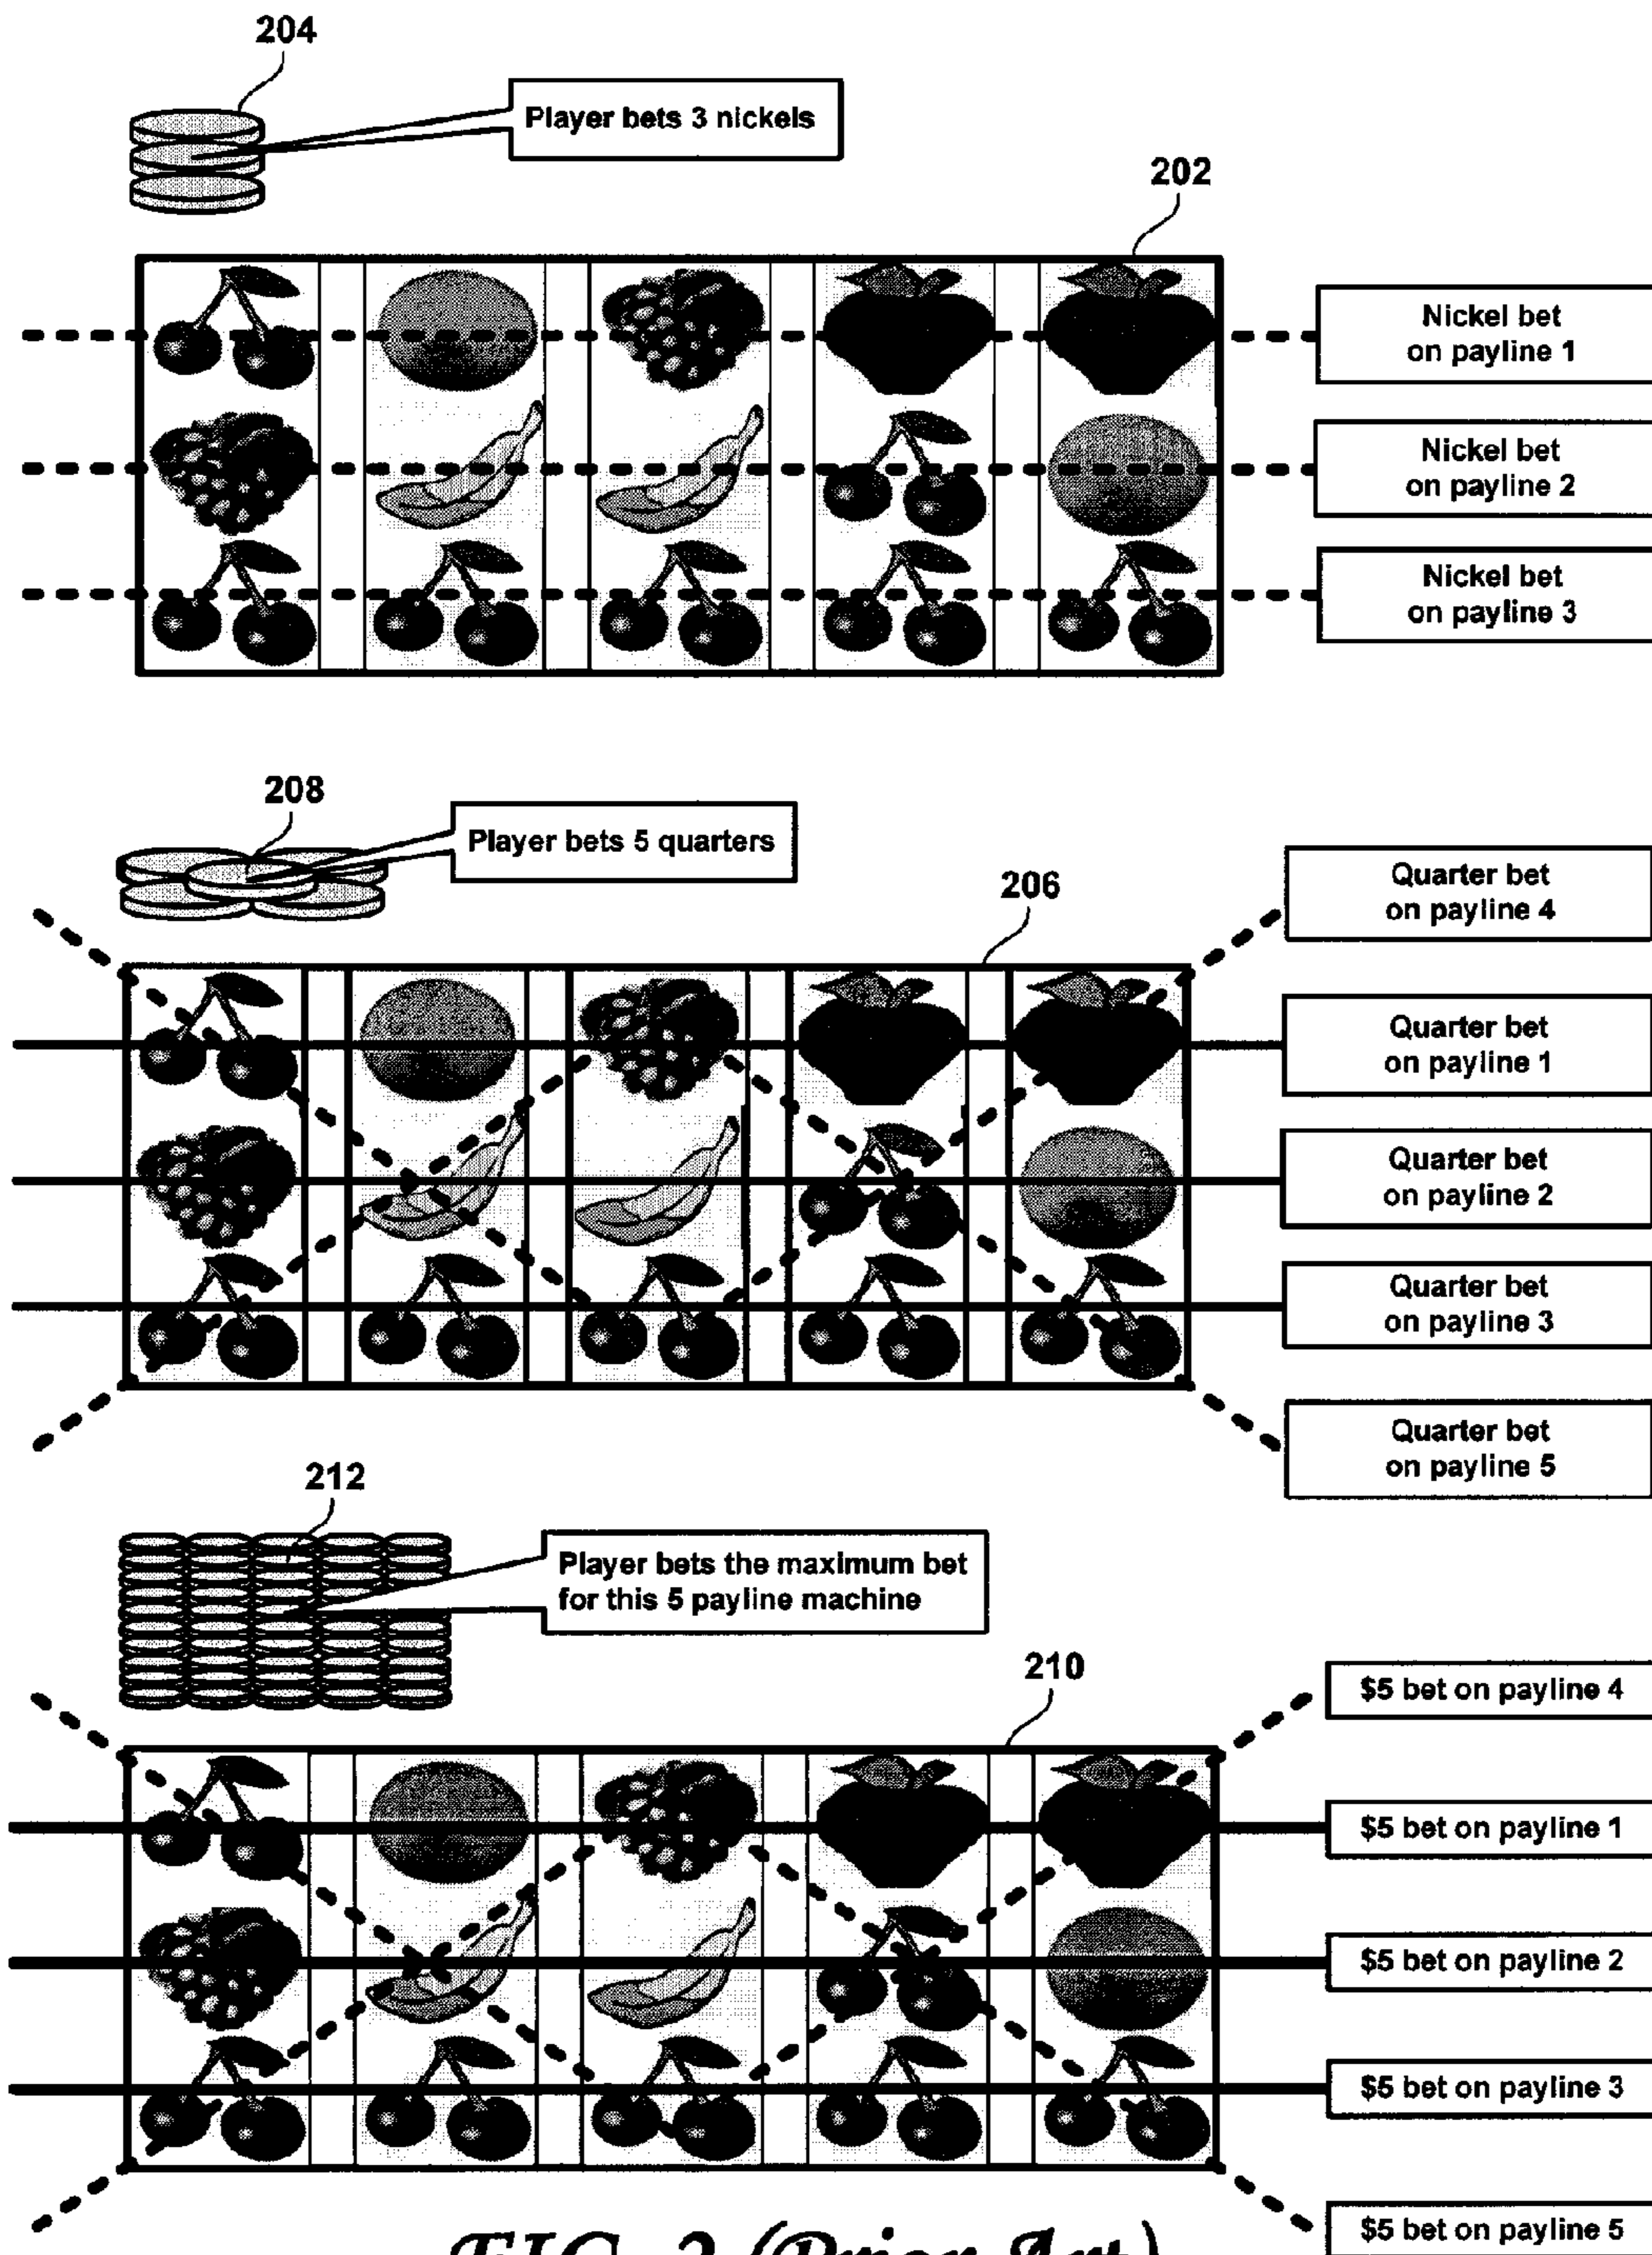 204
Player bets 3 nickels
202
Nickel bet
on payline 1
Nickel bet
on payline 2
Nickel bet
on payline 3
208
Player bets 5 quarters
206
Quarter bet
on payline 4
Quarter bet
on payline 1
Quarter bet
on payline 2
Quarter bet
on payline 3
Quarter bet
on payline 5
212
Player bets the maximum bet
for this 5 payline machine
210
$5 bet on payline 4
$5 bet on payline 1
$5 bet on payline 2
$5 bet on payline 3
$5 bet on payline 5
FIG. 2 (Prior Art)